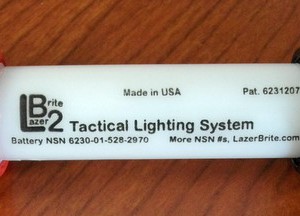 Made in USA Pat. 6231207
Lazer Brite 2 Tactical Lighting System
Battery NSN 6230-01-528-2970 More NSN #s, LazerBrite.com.